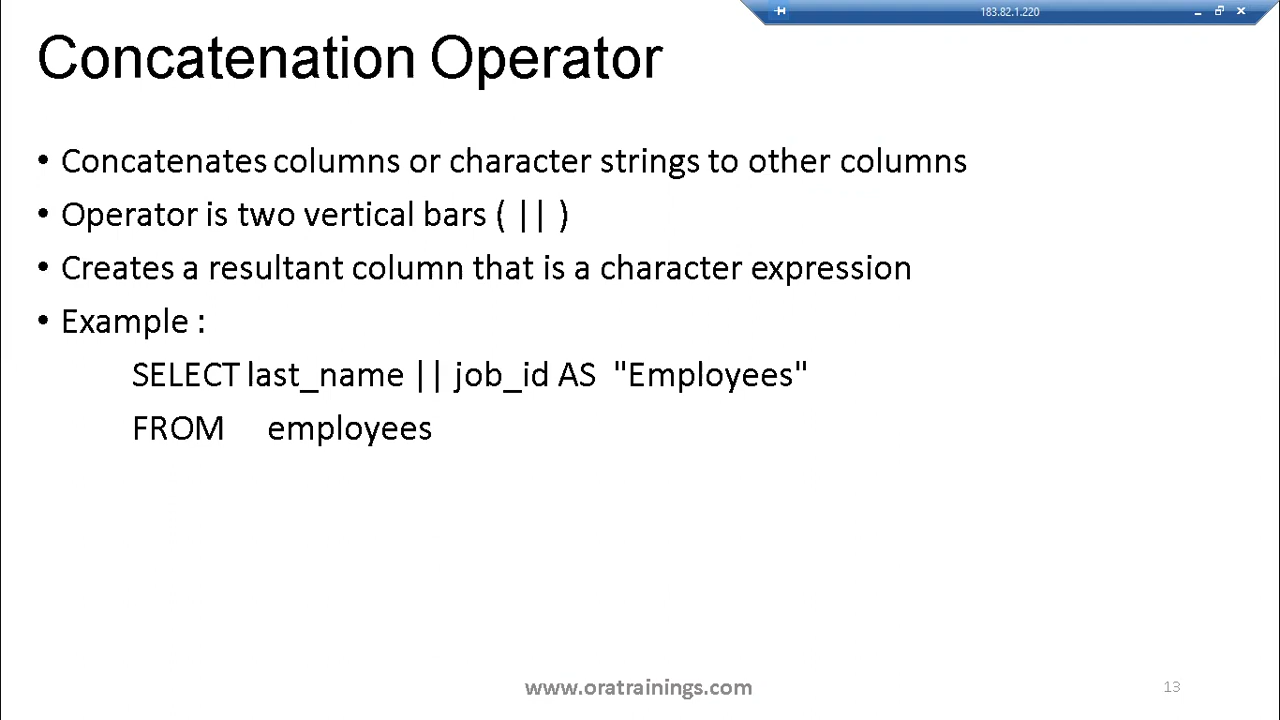 183.82.1.220
Concatenation Operator
• Concatenates columns or character strings to other columns
• Operator is two vertical bars ( || )
• Creates a resultant column that is a character expression
• Example :
SELECT last_name || job_id AS "Employees"
FROM employees
www.oratrainings.com
13